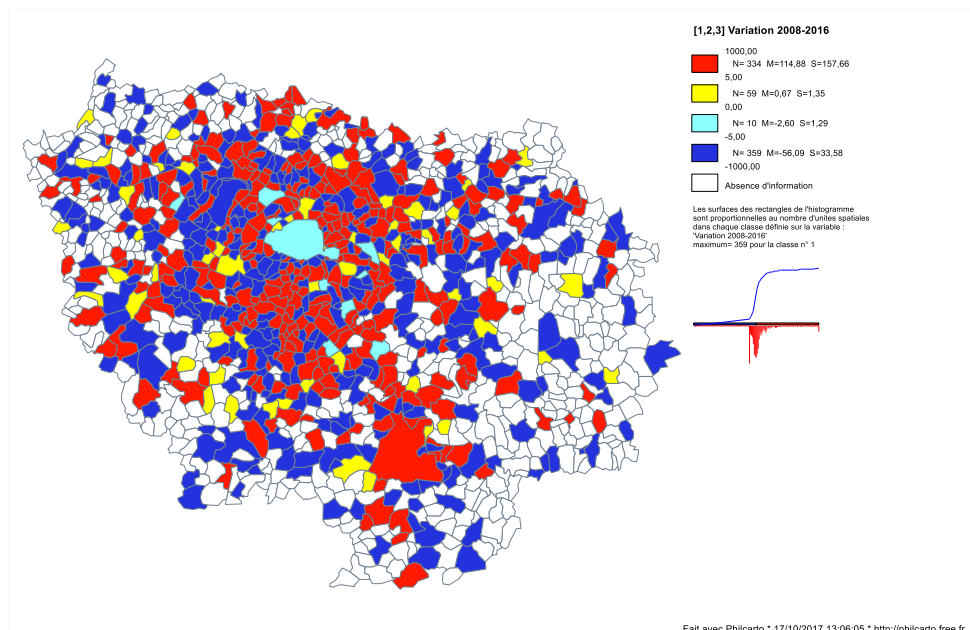 [1,2,3] Variation 2008-2016
1000,00
N= 334 M=114,88 S=157,66
5,00
N= 59 M=0,67 S=1,35
0,00
N= 10 M=-2,60 S=1,29
-5,00
N= 359 M=-56,09 S=33,58
-1000,00
Absence d'information
Les surfaces des rectangles de l'histogramme
sont proportionnelles au nombre d'unites spatiales
dans chaque classe définie sur la variable :
'Variation 2008-2016'
maximum= 359 pour la classe n° 1
Fait avec Philcarto * 17/10/2017 13:06:05 * http://philcarto.free.fr